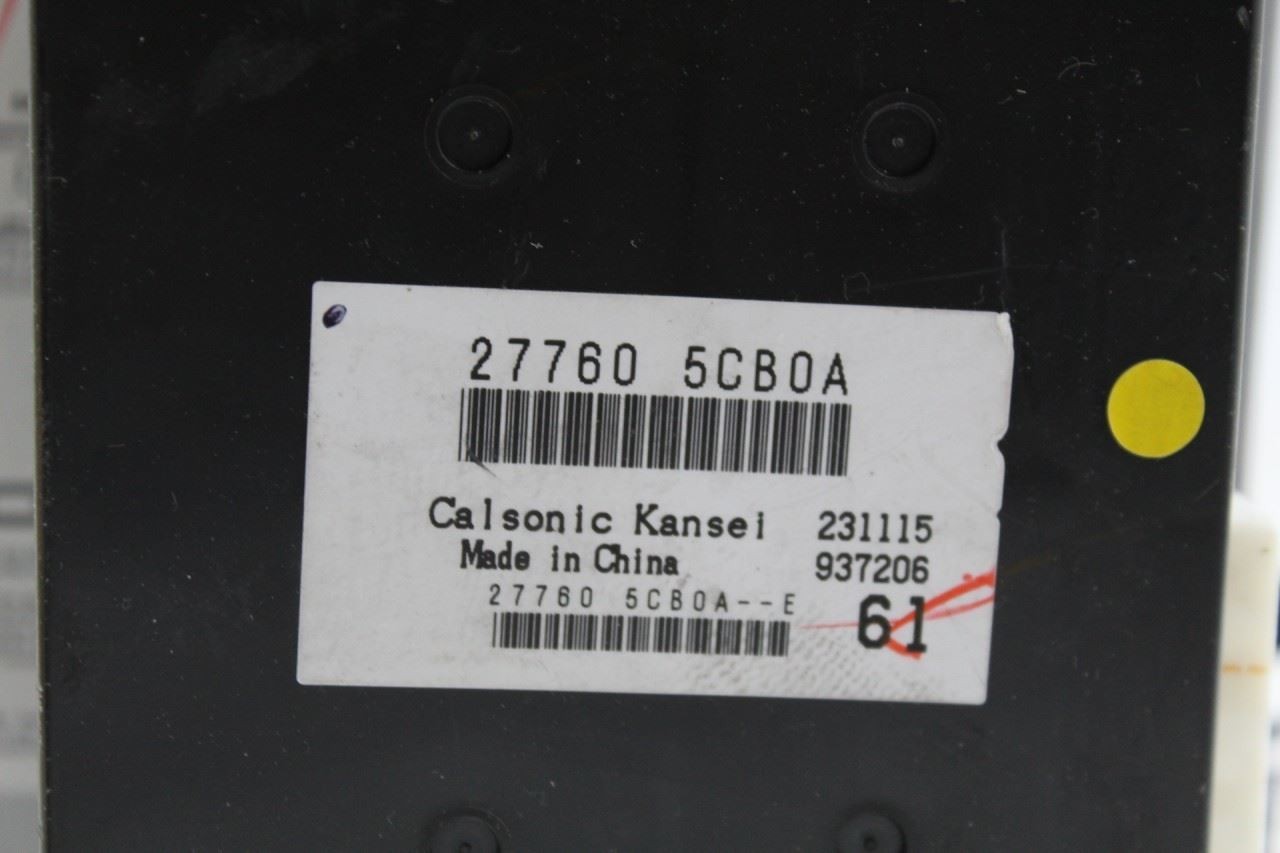 27760 5CB0A
Calsonic Kansei 231115
Made in China 937206
27760 5CB0A--E
61